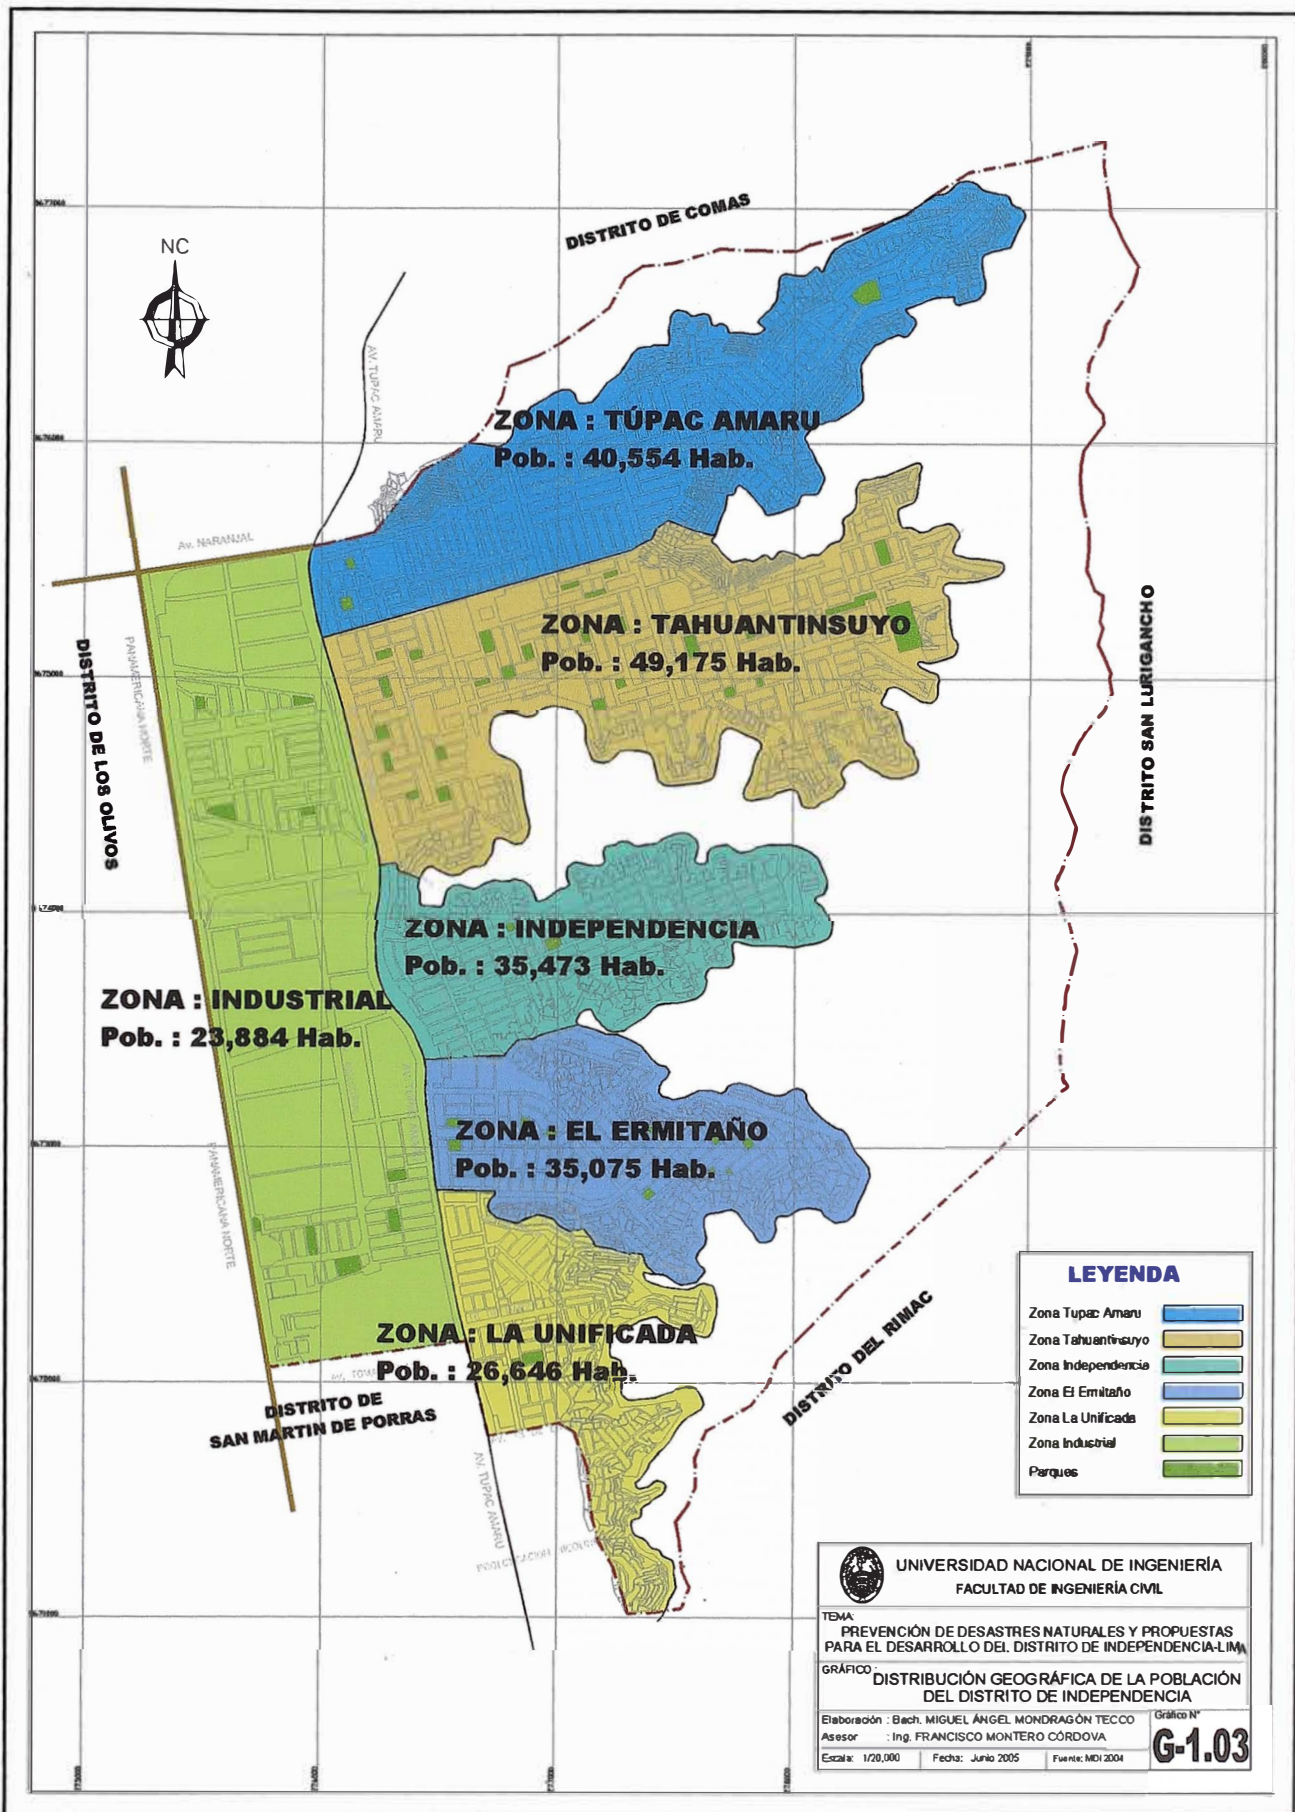 NC
DISTRITO DE COMAS
AV. TUPAC AMARU
ZONA : TÚPAC AMARU
Pob. : 40,554 Hab.
Av. NARANJAL
ZONA : TAHUANTINSUYO
Pob. : 49,175 Hab.
DISTRITO DE LOS OLIVOS
PANAMERICANA NORTE
DISTRITO SAN LURIGANCHO
ZONA : INDEPENDENCIA
Pob. : 35,473 Hab.
ZONA : INDUSTRIAL
Pob. : 23,884 Hab.
ZONA : EL ERMITAÑO
Pob. : 35,075 Hab.
PANAMERICANA NORTE
ZONA : LA UNIFICADA
Pob. : 26,646 Hab.
DISTRITO DEL RIMAC
DISTRITO DE
SAN MARTIN DE PORRAS
AV. TUPAC AMARU
LEYENDA
Zona Tupac Amaru
Zona Tahuantinsuyo
Zona Independencia
Zona El Ermitaño
Zona La Unificada
Zona Industrial
Parques
UNIVERSIDAD NACIONAL DE INGENIERÍA
FACULTAD DE INGENIERÍA CIVIL
TEMA:
PREVENCIÓN DE DESASTRES NATURALES Y PROPUESTAS
PARA EL DESARROLLO DEL DISTRITO DE INDEPENDENCIA-LIMA
GRÁFICO :
DISTRIBUCIÓN GEOGRÁFICA DE LA POBLACIÓN
DEL DISTRITO DE INDEPENDENCIA
Elaboración : Bach. MIGUEL ÁNGEL MONDRAGÓN TECCO
Asesor : Ing. FRANCISCO MONTERO CÓRDOVA
Escala: 1/20,000 Fecha: Junio 2005 Fuente: MDI 2004
Gráfico N°
G-1.03